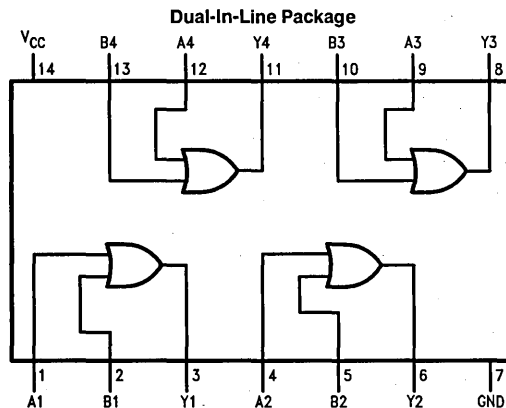 Dual-In-Line Package
VCC B4 A4 Y4 B3 A3 Y3
14 13 12 11 10 9 8
1 2 3 4 5 6 7
A1 B1 Y1 A2 B2 Y2 GND